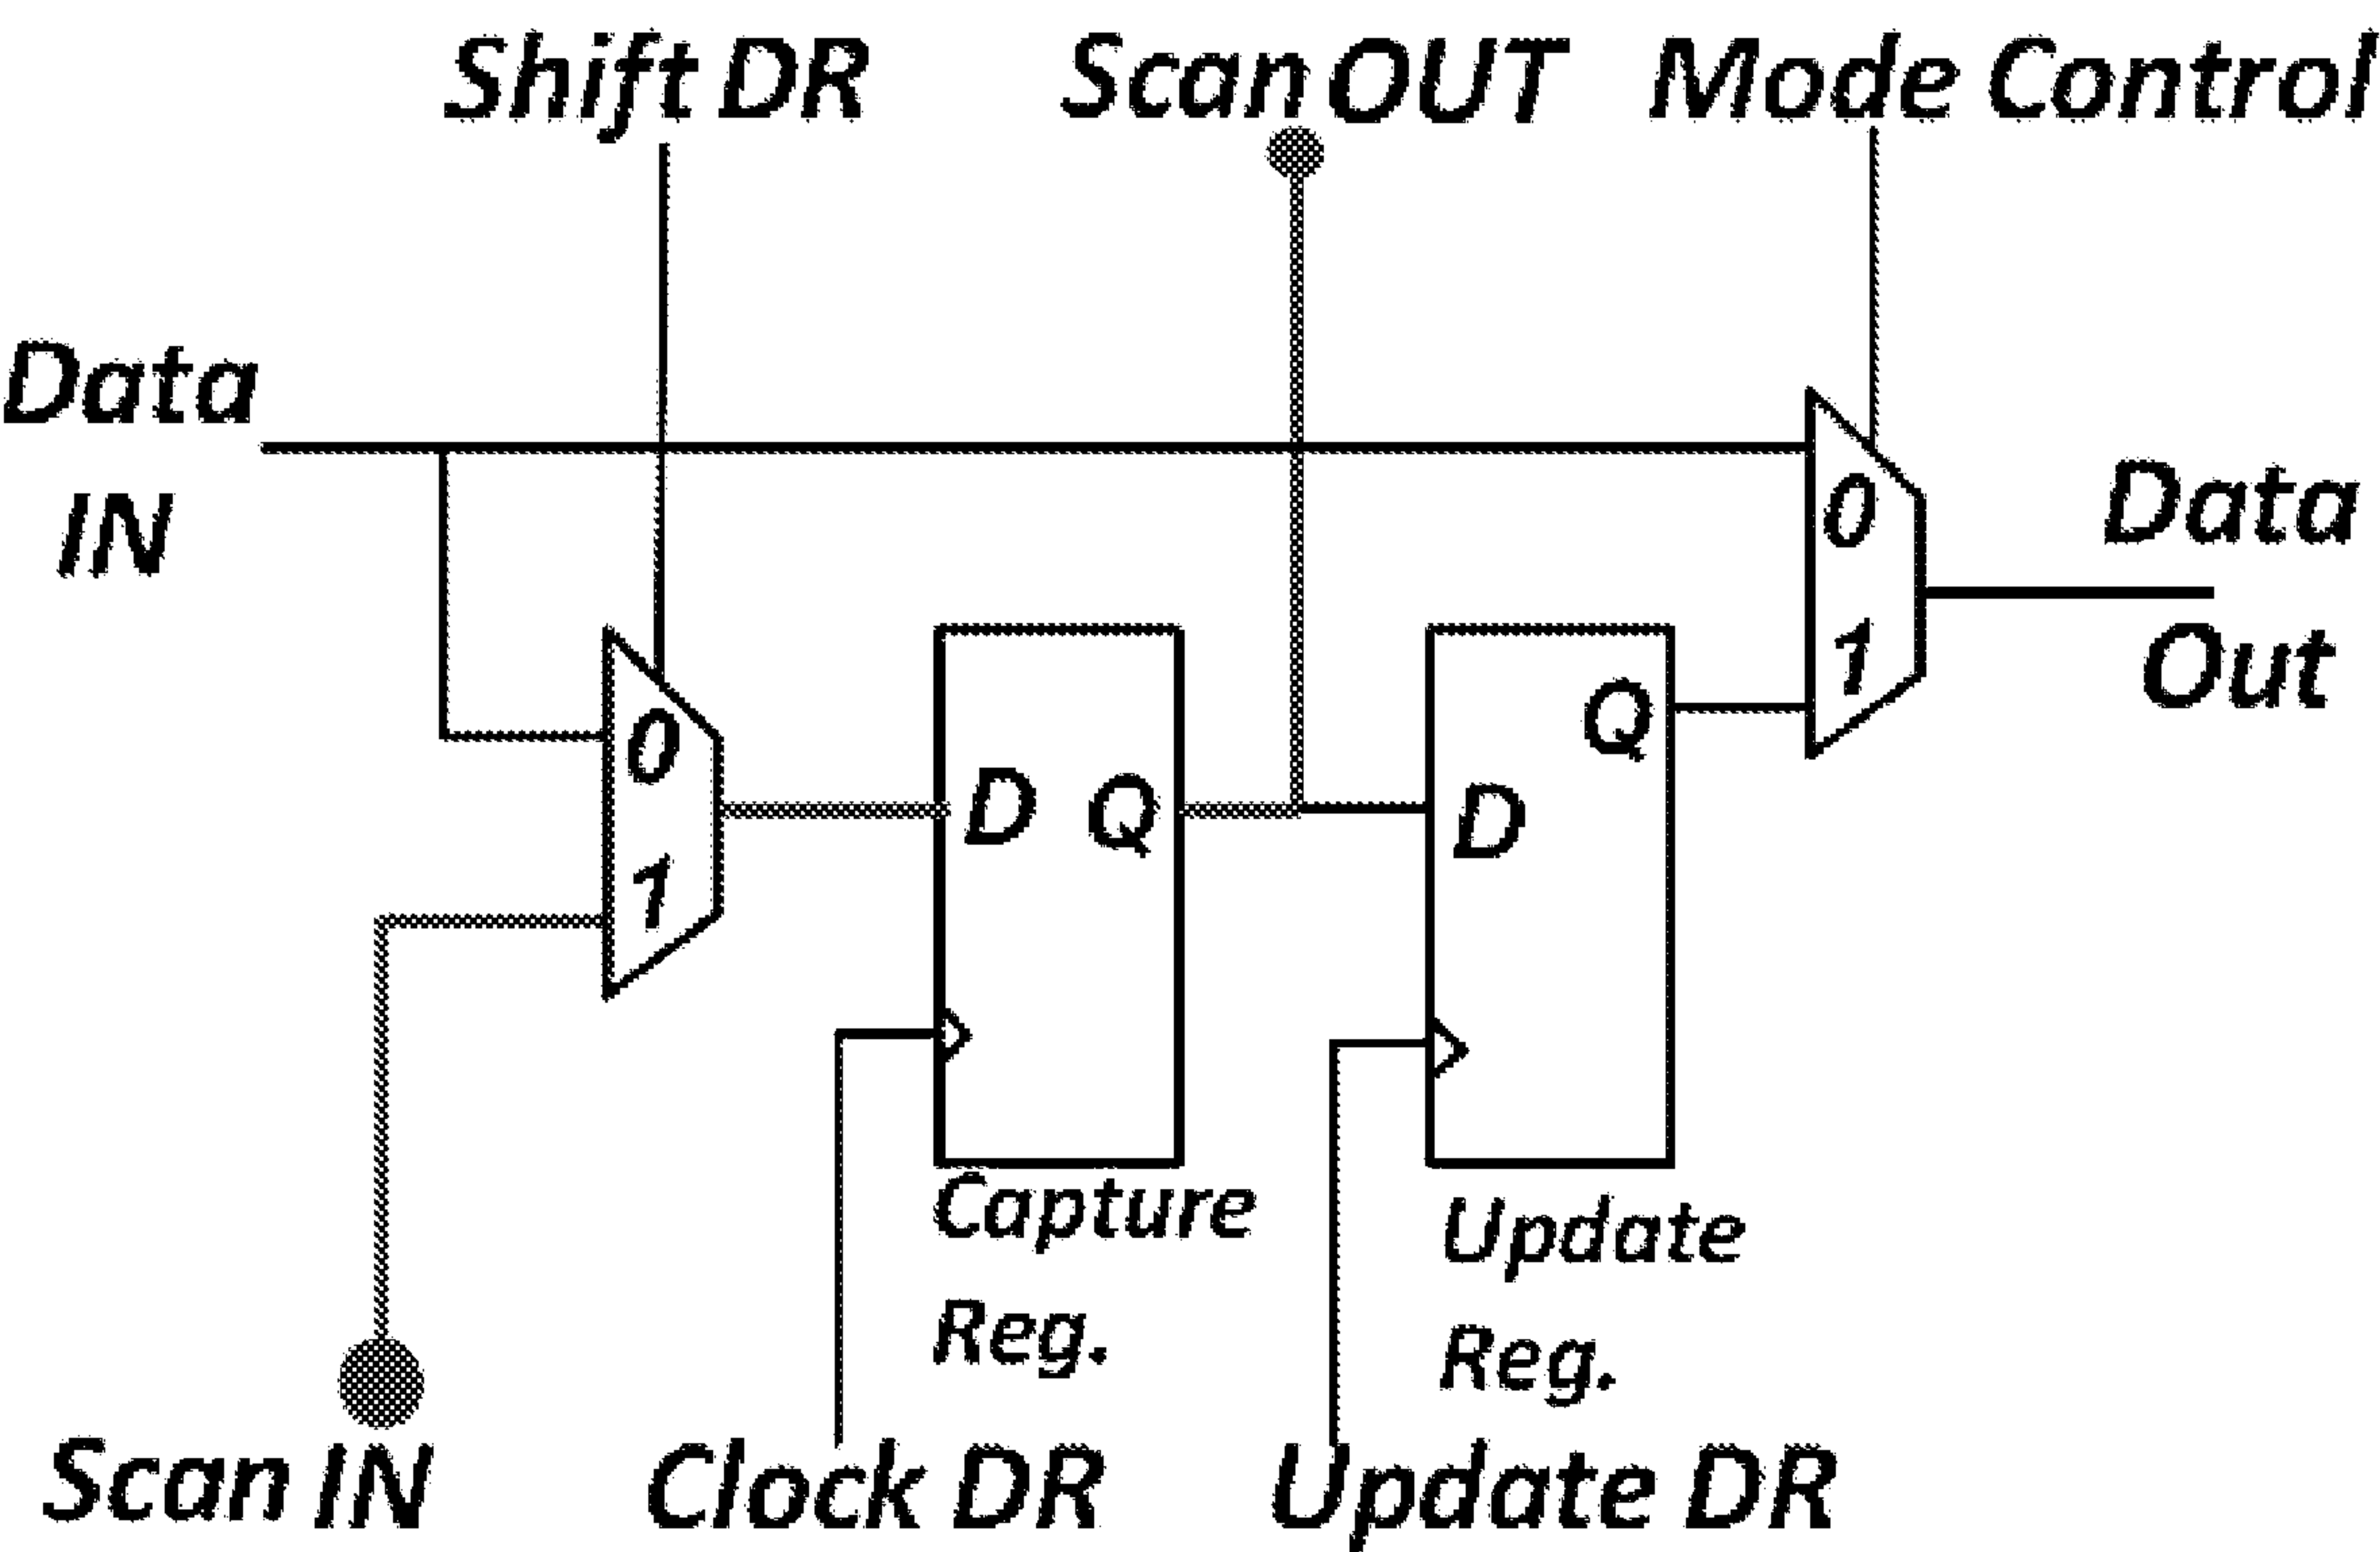 Shift DR
Scan OUT
Mode Control
Data
IN
0
1
Data
Out
0
1
D Q
Q
D
Capture
Reg.
Update
Reg.
Scan IN
Clock DR
Update DR